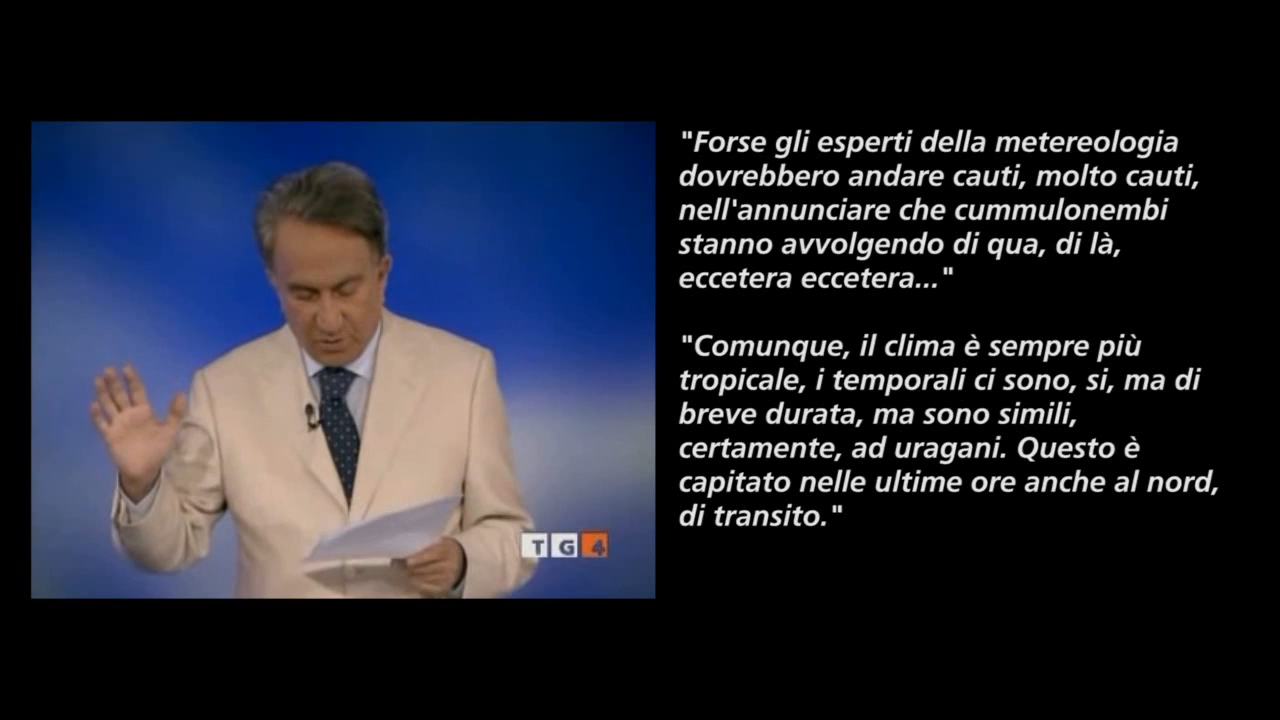 "Forse gli esperti della metereologia
dovrebbero andare cauti, molto cauti,
nell'annunciare che cummulonembi
stanno avvolgendo di qua, di là,
eccetera eccetera..."
"Comunque, il clima è sempre più
tropicale, i temporali ci sono, si, ma di
breve durata, ma sono simili,
certamente, ad uragani. Questo è
capitato nelle ultime ore anche al nord,
di transito."
TG4